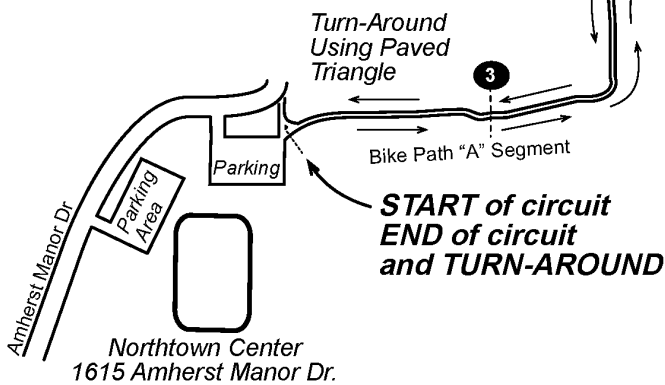 Turn-Around
Using Paved
Triangle
3
Bike Path "A" Segment
Parking
START of circuit
END of circuit
and TURN-AROUND
Parking
Area
Amherst Manor Dr
Northtown Center
1615 Amherst Manor Dr.